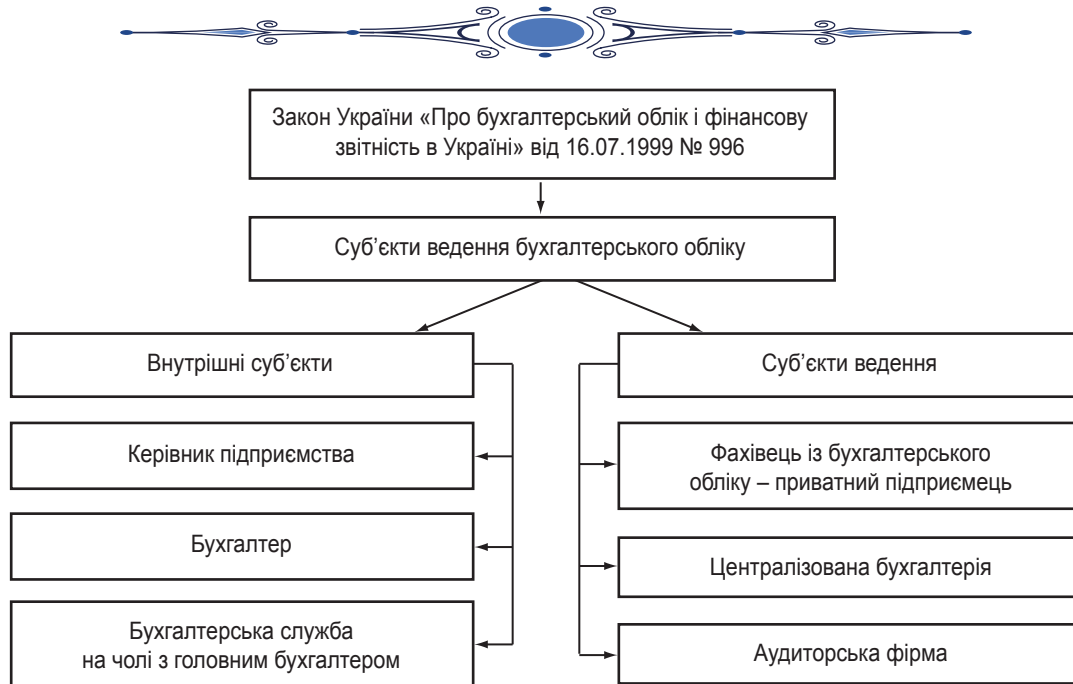 Закон України «Про бухгалтерський облік і фінансову
звітність в Україні» від 16.07.1999 № 996
Суб’єкти ведення бухгалтерського обліку
Внутрішні суб’єкти
Керівник підприємства
Бухгалтер
Бухгалтерська служба
на чолі з головним бухгалтером
Суб’єкти ведення
Фахівець із бухгалтерського
обліку – приватний підприємець
Централізована бухгалтерія
Аудиторська фірма